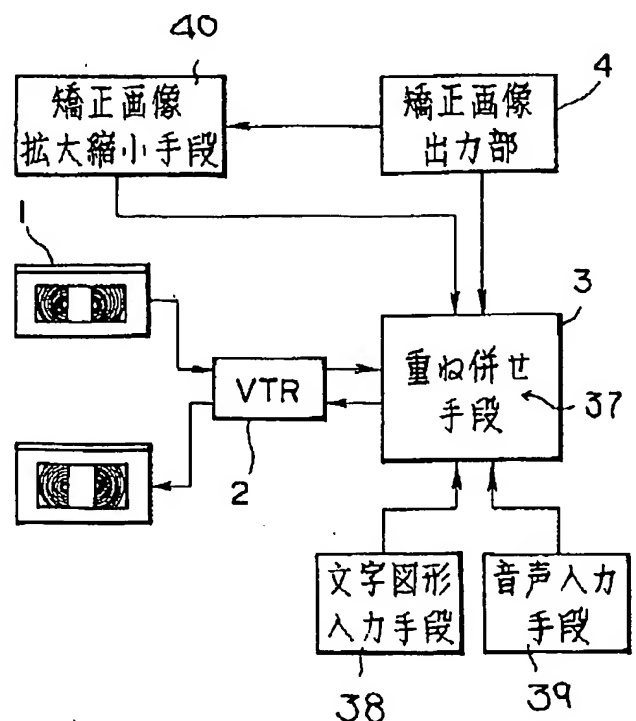 40
矯正画像
拡大縮小手段
4
矯正画像
出力部
1
3
重ね併せ
手段
37
VTR
2
文字図形
入力手段
38
音声入力
手段
39